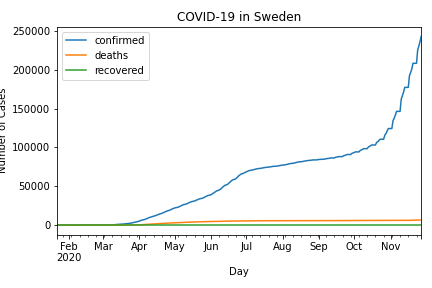 COVID-19 in Sweden
250000
200000
150000
100000
50000
0
Number of Cases
confirmed
deaths
recovered
Feb Mar Apr May Jun Jul Aug Sep Oct Nov
2020
Day